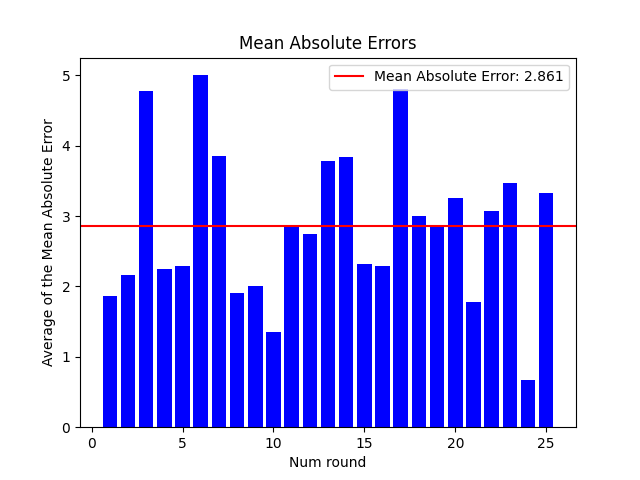 Mean Absolute Errors
Mean Absolute Error: 2.861
Average of the Mean Absolute Error
5
4
3
2
1
0
0 5 10 15 20 25
Num round